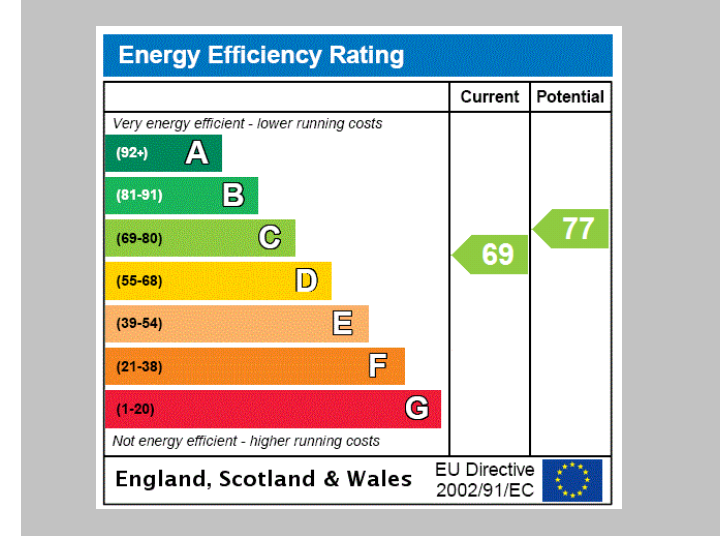 Energy Efficiency Rating
Current Potential
Very energy efficient - lower running costs
(92+) A
(81-91) B
(69-80) C
(55-68) D
(39-54) E
(21-38) F
(1-20) G
69
77
Not energy efficient - higher running costs
England, Scotland & Wales
EU Directive
2002/91/EC